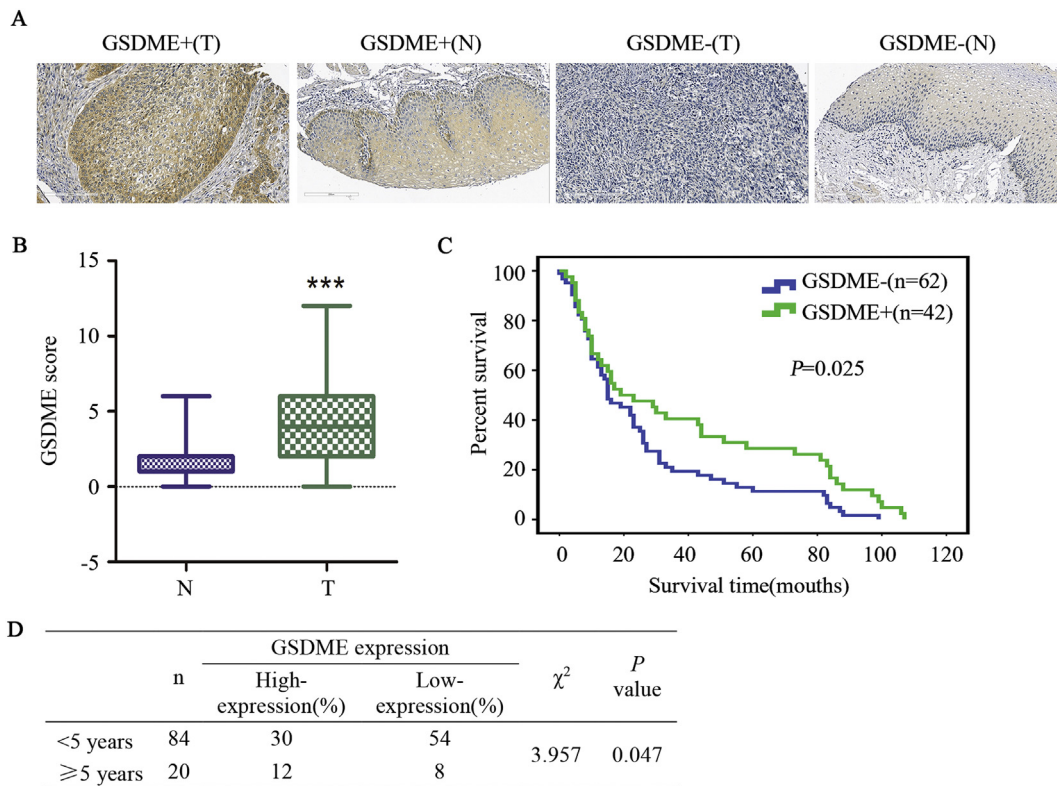 A
GSDME+(T) GSDME+(N) GSDME-(T) GSDME-(N)
B
15
10
5
0
-5
GSDME score
***
N T
C
100
80
60
40
20
0
Percent survival
GSDME-(n=62)
GSDME+(n=42)
P=0.025
0 20 40 60 80 100 120
Survival time(mouths)
D
GSDME expression
n High-expression(%) Low-expression(%) χ² P value
<5 years 84 30 54 3.957 0.047
≥5 years 20 12 8